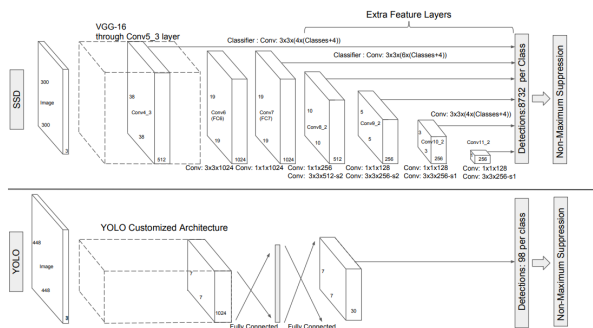 Extra Feature Layers
VGG-16
through Conv5_3 layer
Classifier : Conv: 3x3x(4x(Classes+4))
Classifier : Conv: 3x3x(6x(Classes+4))
Conv: 3x3x(4x(Classes+4))
SSD
300
Image
300
3
38
Conv4_3
38
512
19
Conv6
(FC6)
19
1024
19
Conv7
(FC7)
19
1024
10
Conv8_2
10
512
5
Conv9_2
5
256
3
Conv10_2
3
256
Conv11_2
1
256
Conv: 3x3x1024
Conv: 1x1x1024
Conv: 1x1x256
Conv: 3x3x512-s2
Conv: 1x1x128
Conv: 3x3x256-s2
Conv: 1x1x128
Conv: 3x3x256-s1
Conv: 1x1x128
Conv: 3x3x256-s1
Detections:8732 per Class
Non-Maximum Suppression
YOLO
YOLO Customized Architecture
448
Image
448
3
7
7
1024
Fully Connected
Fully Connected
7
7
30
Detections: 98 per class
Non-Maximum Suppression